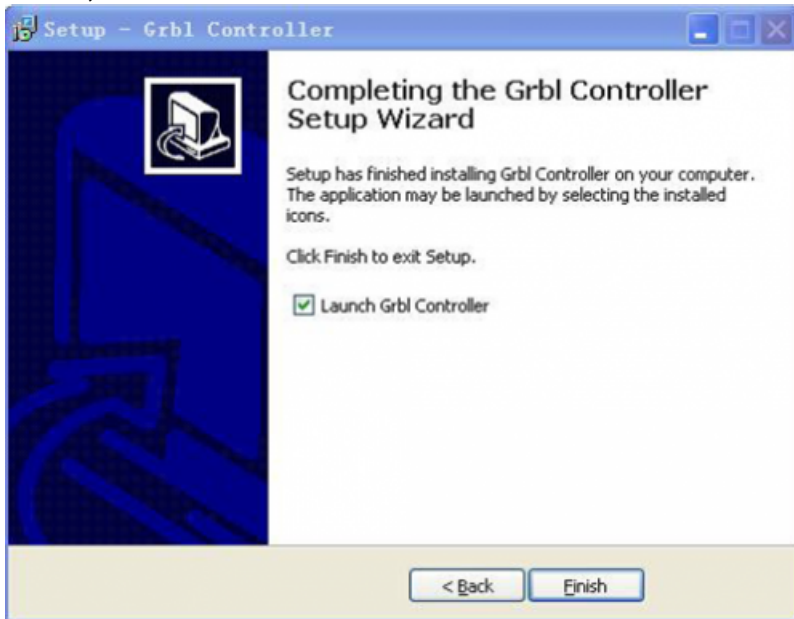 Setup - Grbl Controller
Completing the Grbl Controller
Setup Wizard
Setup has finished installing Grbl Controller on your computer.
The application may be launched by selecting the installed
icons.
Click Finish to exit Setup.
Launch Grbl Controller
< Back
Finish